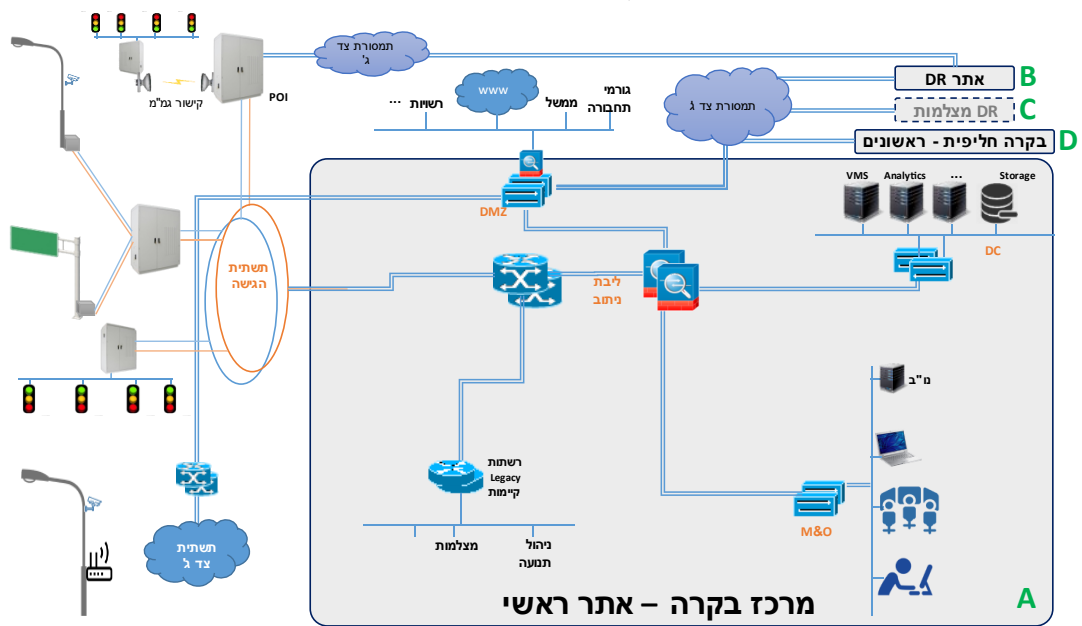 תמסורת צד
ג'
קישור גמ"מ
POI
WWW
גורמי
תחבורה
ממשל
רשויות
...
תמסורת צד ג
אתר DR
B
DR מצלמות
C
בקרה חליפית - ראשונים
D
VMS
Analytics
...
Storage
DMZ
DC
תשתית
הגישה
ליבת
ניתוב
נו"ב
רשתות
Legacy
קיימות
מצלמות
ניהול
תנועה
M&O
תשתית
צד ג'
מרכז בקרה – אתר ראשי
A